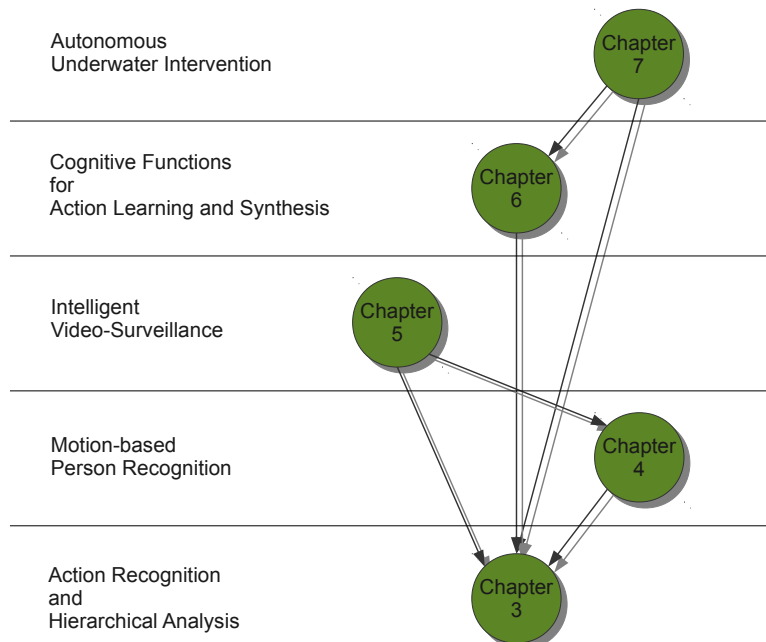 Autonomous
Underwater Intervention
Chapter
7
Cognitive Functions
for
Action Learning and Synthesis
Chapter
6
Intelligent
Video-Surveillance
Chapter
5
Motion-based
Person Recognition
Chapter
4
Action Recognition
and
Hierarchical Analysis
Chapter
3